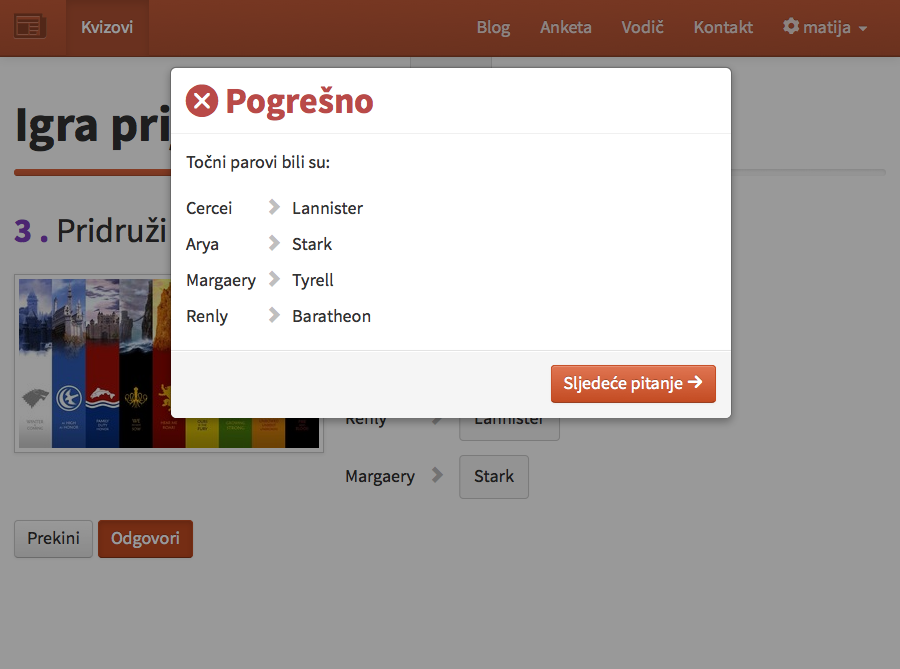 Kvizovi
Blog
Anketa
Vodič
Kontakt
matija
Igra pri
3 . Pridruži
Pogrešno
Točni parovi bili su:
Cercei Lannister
Arya Stark
Margaery Tyrell
Renly Baratheon
Sljedeće pitanje
Renly Lannister
Margaery Stark
Prekini
Odgovori